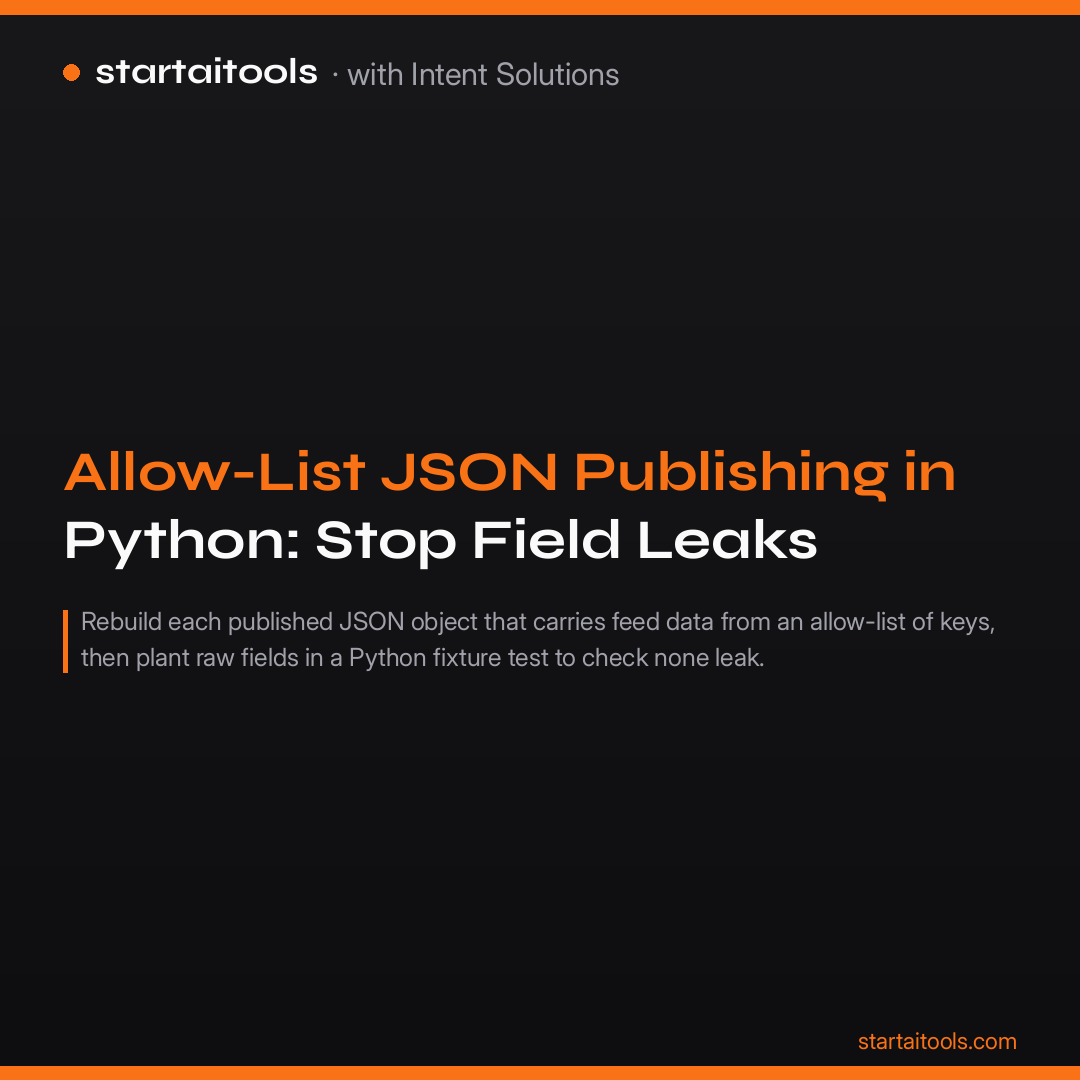 startaitools · with Intent Solutions
Allow-List JSON Publishing in
Python: Stop Field Leaks
Rebuild each published JSON object that carries feed data from an allow-list of keys,
then plant raw fields in a Python fixture test to check none leak.
startaitools.com